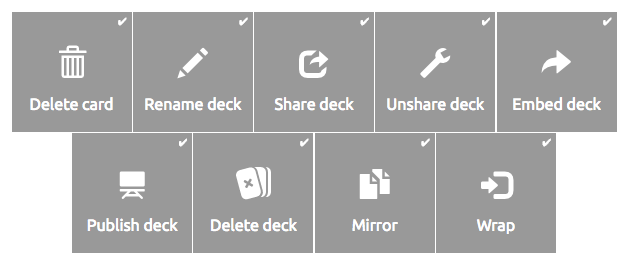 Delete card
Rename deck
Share deck
Unshare deck
Embed deck
Publish deck
Delete deck
Mirror
Wrap